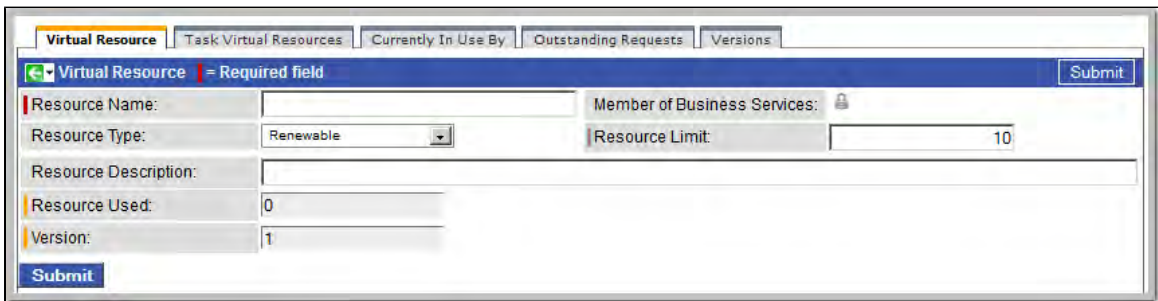 Virtual Resource Task Virtual Resources Currently In Use By Outstanding Requests Versions
Virtual Resource = Required field Submit
Resource Name: Member of Business Services:
Resource Type: Renewable Resource Limit: 10
Resource Description:
Resource Used: 0
Version: 1
Submit